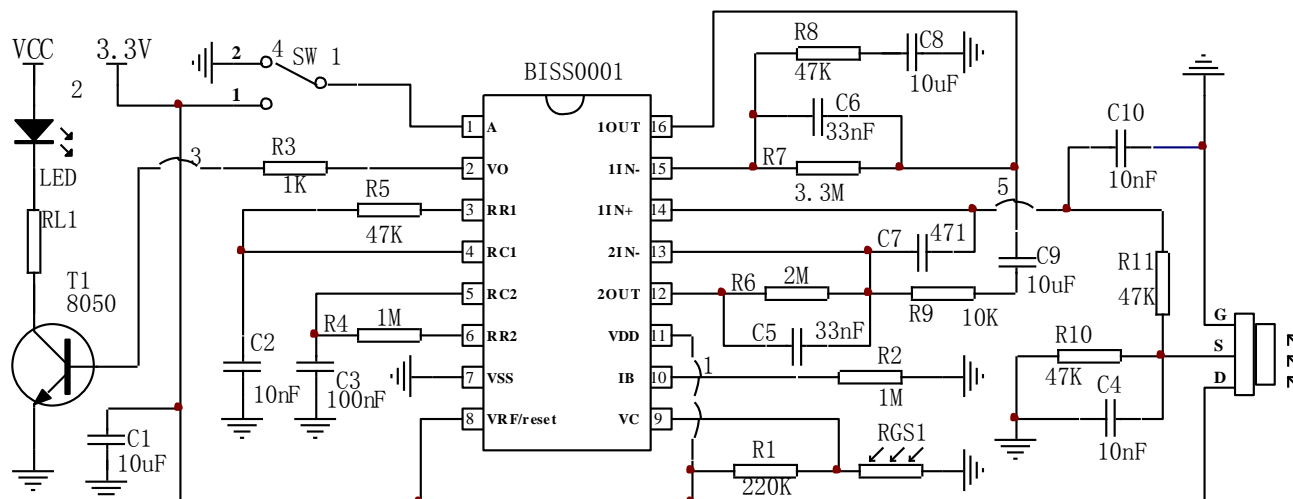 VCC 3.3V
2 4 SW 1
2
1
3
LED
RL1
T1
8050
C1
10uF
R3
1K
R5
47K
C2
10nF
R4 1M
C3
100nF
BISS0001
1 A
2 VO
3 RR1
4 RC1
5 RC2
6 RR2
7 VSS
8 VRF/reset
1OUT 16
1IN- 15
1IN+ 14
2IN- 13
2OUT 12
VDD 11
IB 10
VC 9
R8
47K
C8
10uF
C6
33nF
R7
3.3M
5
C7 471
R6 2M
C5 33nF
R9 10K
C9
10uF
1
R2
1M
R1
220K
RGS1
C10
10nF
R11
47K
R10
47K
C4
10nF
G
S
D